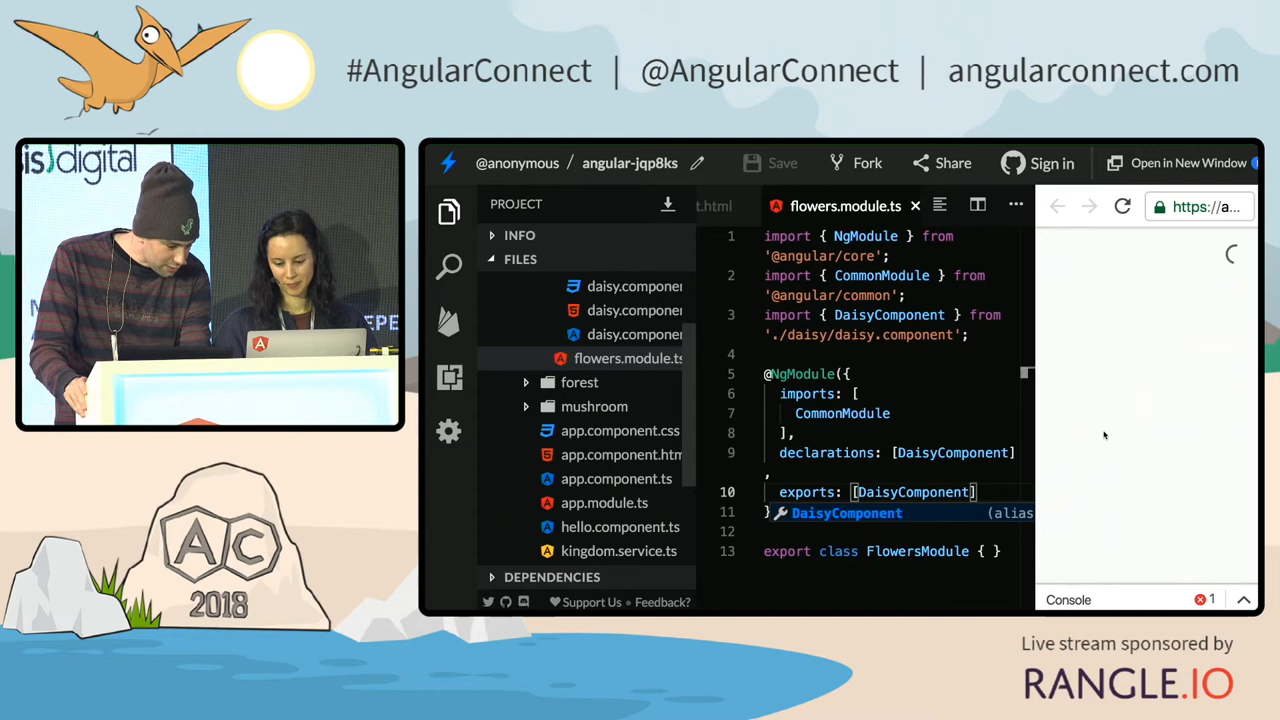 #AngularConnect | @AngularConnect | angularconnect.com
sis digital
@anonymous / angular-jqp8ks
Save
Fork
Share
Sign in
Open in New Window
PROJECT
INFO
FILES
daisy.componer
daisy.componer
daisy.componer
flowers.module.ts
forest
mushroom
app.component.css
app.component.htm
app.component.ts
app.module.ts
hello.component.ts
kingdom.service.ts
DEPENDENCIES
Support Us • Feedback?
t.html
flowers.module.ts
1 import { NgModule } from
'@angular/core';
2 import { CommonModule } from
'@angular/common';
3 import { DaisyComponent } from
'./daisy/daisy.component';
4
5 @NgModule({
6 imports: [
7 CommonModule
8 ],
9 declarations: [DaisyComponent]
,
10 exports: [DaisyComponent]
11 }
DaisyComponent (alias
12
13 export class FlowersModule { }
https://a...
Console
1
AC
2018
Live stream sponsored by
RANGLE.IO